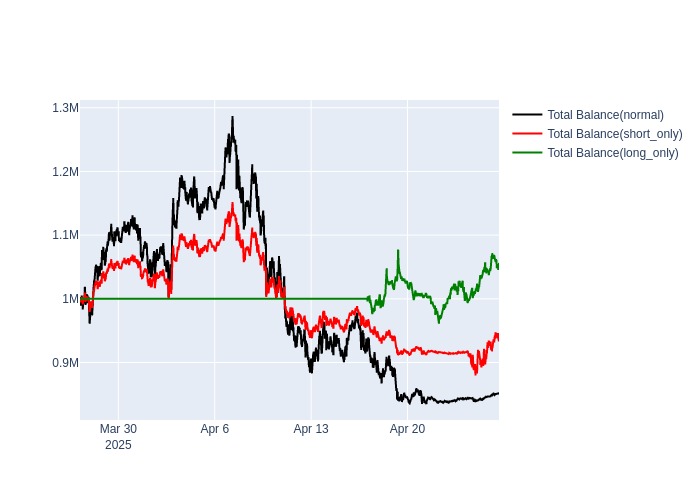 1.3M
1.2M
1.1M
1M
0.9M
Mar 30
2025
Apr 6
Apr 13
Apr 20
Total Balance(normal)
Total Balance(short_only)
Total Balance(long_only)